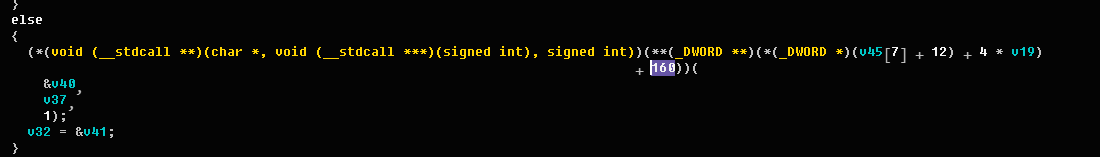 }
else
{
(*(void (__stdcall **)(char *, void (__stdcall ***)(signed int), signed int))(**(_DWORD **)(*(_DWORD *)(v45[7] + 12) + 4 * v19)
+ 160))(
&v40,
v37,
1);
v32 = &v41;
}